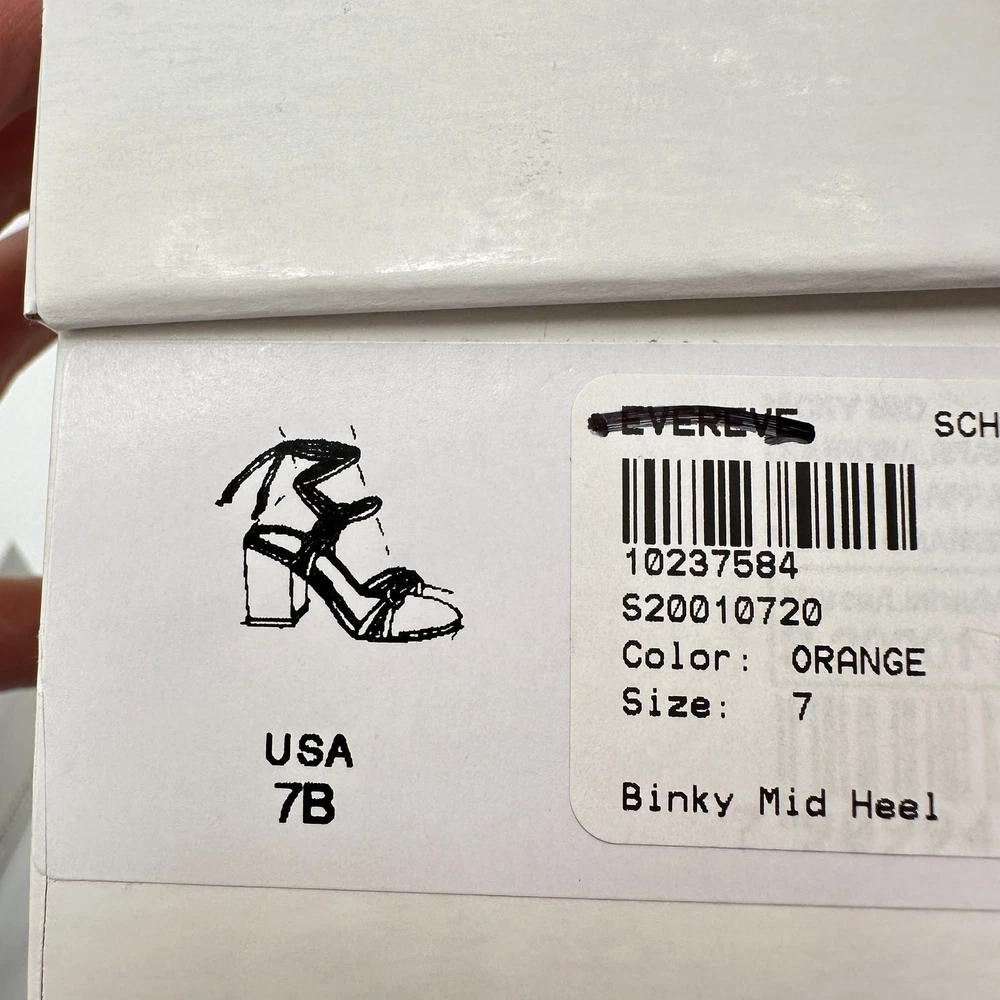 EVEREVE SCH
10237584
S20010720
Color: ORANGE
Size: 7
Binky Mid Heel
USA
7B